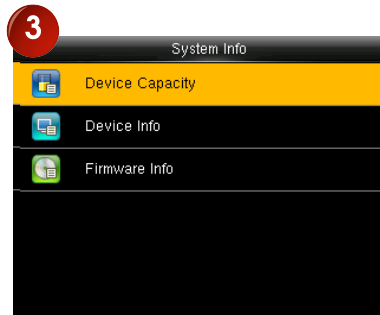 3
System Info
Device Capacity
Device Info
Firmware Info